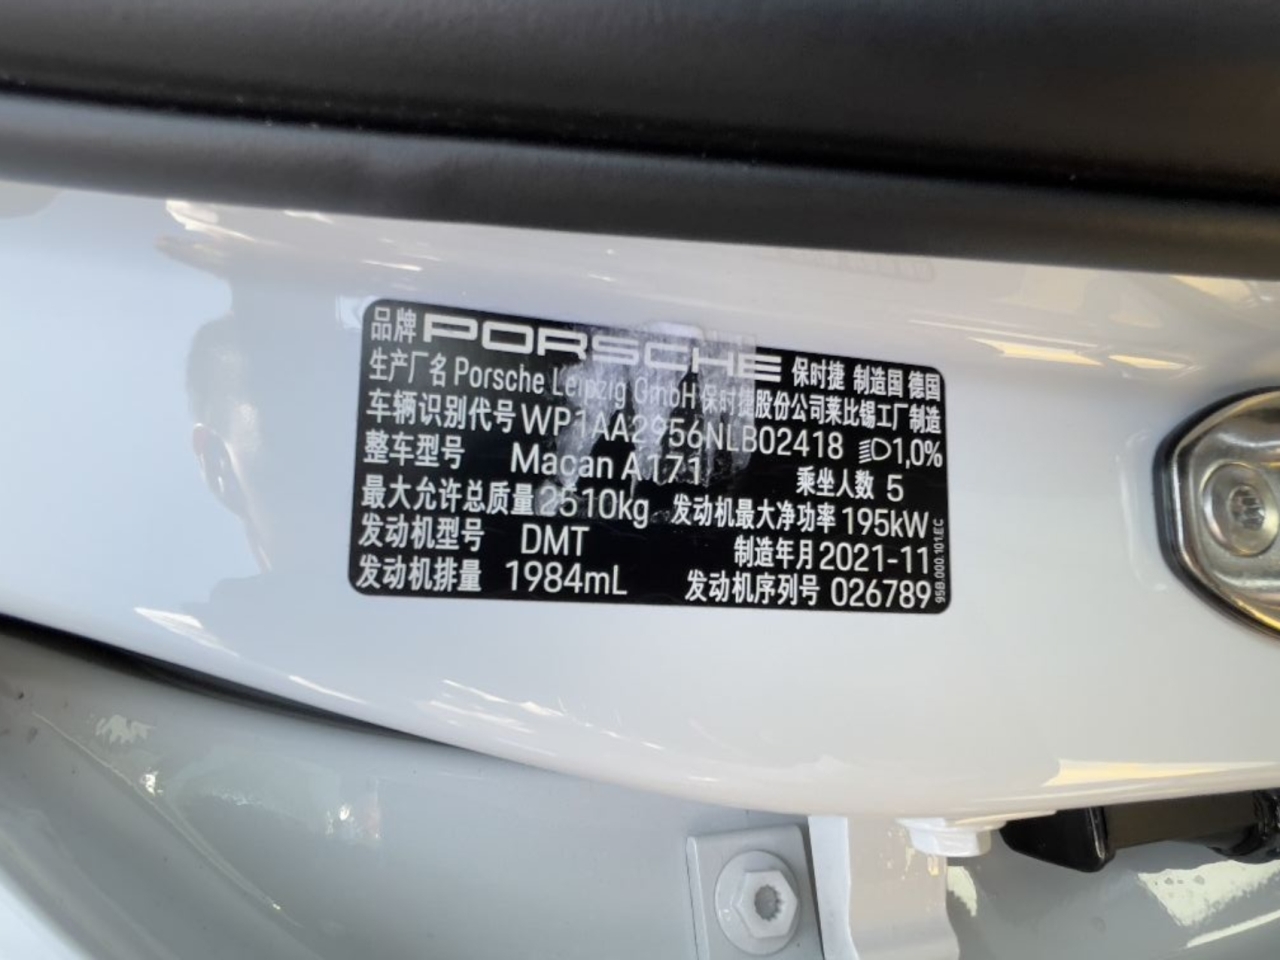 品牌 PORSCHE 保时捷 制造国 德国
生产厂名 Porsche Leipzig GmbH 保时捷股份公司莱比锡工厂制造
车辆识别代号 WP1AA2956NLB02418 1,0%
整车型号 Macan A171 乘坐人数 5
最大允许总质量 2510kg 发动机最大净功率 195kW
发动机型号 DMT 制造年月 2021-11
发动机排量 1984mL 发动机序列号 026789
95B.000.101.EC